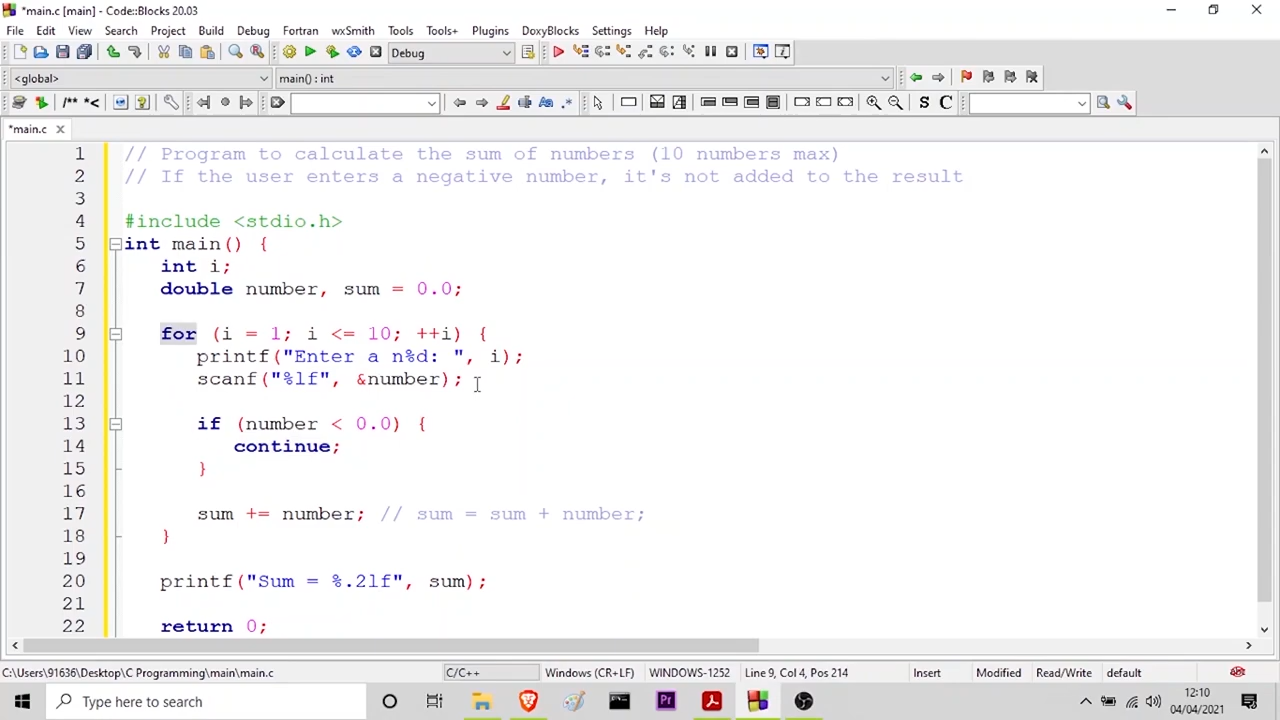 *main.c [main] - Code::Blocks 20.03
File Edit View Search Project Build Debug Fortran wxSmith Tools Tools+ Plugins DoxyBlocks Settings Help
Debug
<global> main() : int
/** *< Aa .* S C
*main.c
1 // Program to calculate the sum of numbers (10 numbers max)
2 // If the user enters a negative number, it's not added to the result
3
4 #include <stdio.h>
5 int main() {
6 int i;
7 double number, sum = 0.0;
8
9 for (i = 1; i <= 10; ++i) {
10 printf("Enter a n%d: ", i);
11 scanf("%lf", &number);
12
13 if (number < 0.0) {
14 continue;
15 }
16
17 sum += number; // sum = sum + number;
18 }
19
20 printf("Sum = %.2lf", sum);
21
22 return 0;
C:\Users\91636\Desktop\C Programming\main\main.c C/C++ Windows (CR+LF) WINDOWS-1252 Line 9, Col 4, Pos 214 Insert Modified Read/Write default
Type here to search Pr 12:10
04/04/2021